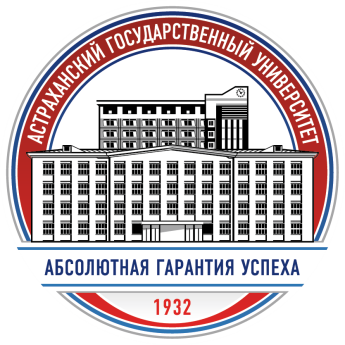 АСТРАХАНСКИЙ ГОСУДАРСТВЕННЫЙ УНИВЕРСИТЕТ
АБСОЛЮТНАЯ ГАРАНТИЯ УСПЕХА
1932